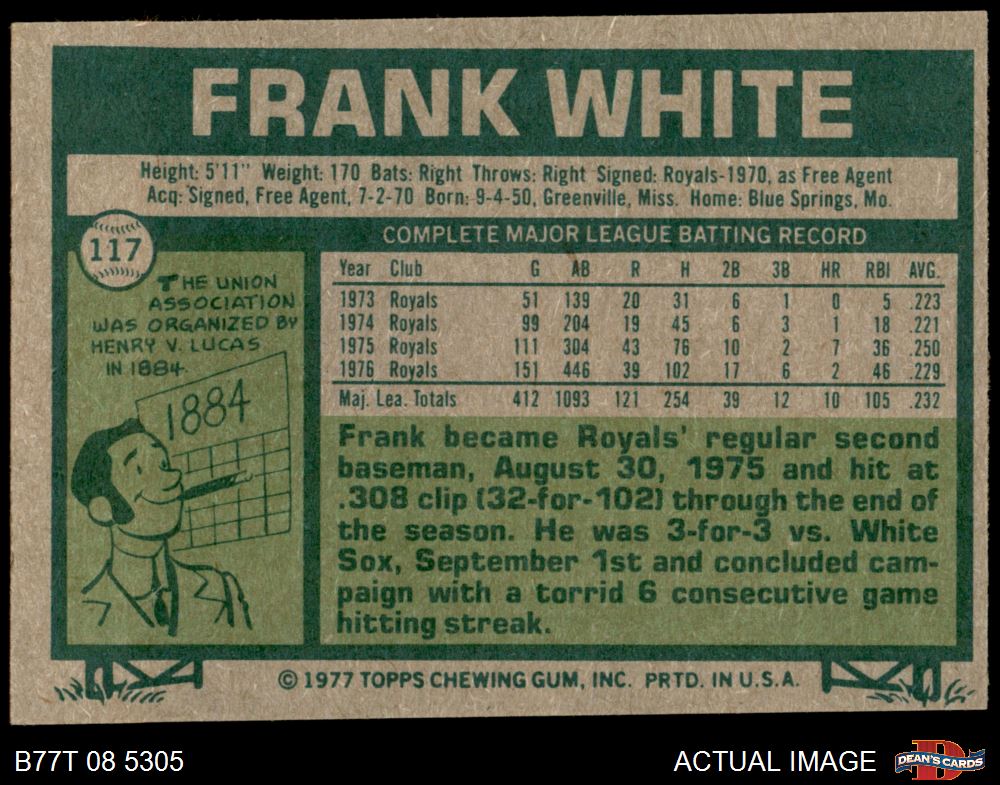 FRANK WHITE
Height: 5'11" Weight: 170 Bats: Right Throws: Right Signed: Royals-1970, as Free Agent
Acq: Signed, Free Agent, 7-2-70 Born: 9-4-50, Greenville, Miss. Home: Blue Springs, Mo.
117
THE UNION
ASSOCIATION
WAS ORGANIZED BY
HENRY V. LUCAS
IN 1884.
1884
COMPLETE MAJOR LEAGUE BATTING RECORD
Year Club G AB R H 2B 3B HR RBI AVG.
1973 Royals 51 139 20 31 6 1 0 5 .223
1974 Royals 99 204 19 45 6 3 1 18 .221
1975 Royals 111 304 43 76 10 2 7 36 .250
1976 Royals 151 446 39 102 17 6 2 46 .229
Maj. Lea. Totals 412 1093 121 254 39 12 10 105 .232
Frank became Royals' regular second
baseman, August 30, 1975 and hit at
.308 clip (32-for-102) through the end of
the season. He was 3-for-3 vs. White
Sox, September 1st and concluded cam-
paign with a torrid 6 consecutive game
hitting streak.
© 1977 TOPPS CHEWING GUM, INC. PRTD. IN U.S.A.
B77T 08 5305
ACTUAL IMAGE
D
DEAN'S CARDS